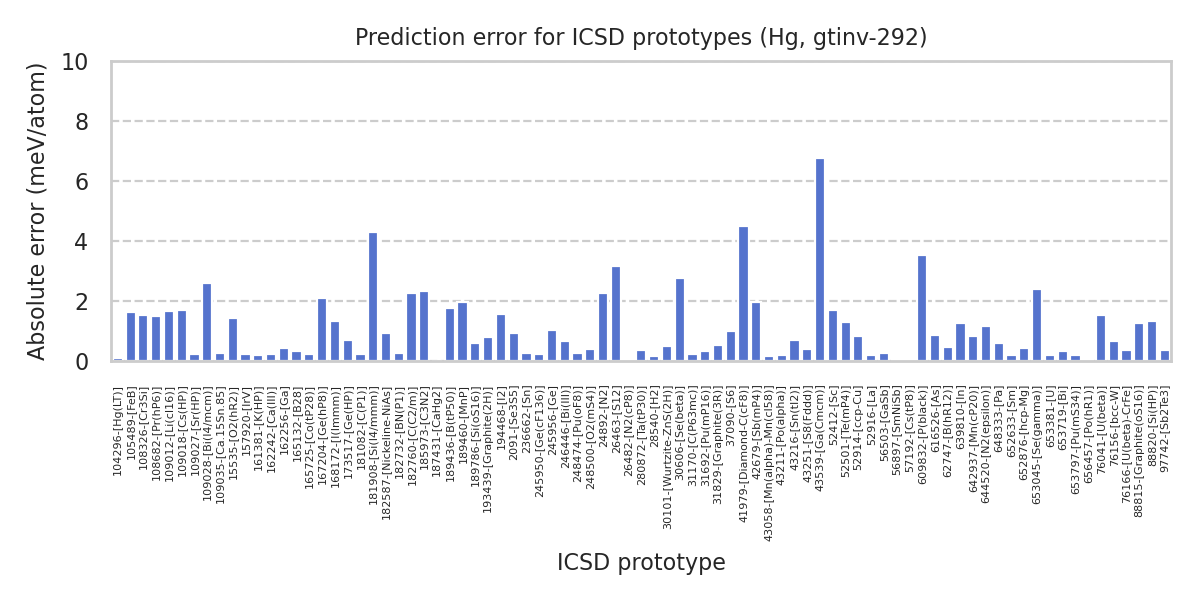 Prediction error for ICSD prototypes (Hg, gtinv-292)
Absolute error (meV/atom)
10
8
6
4
2
0
104296-[Hg(LT)]
105489-[FeB]
108326-[Cr3Si]
108682-[Pr(hP6)]
109012-[Li(cI16)]
109018-[Cs(HP)]
109027-[Sr(HP)]
109028-[Bi(I4/mcm)]
109035-[Ca.15Sn.85]
15535-[O2(hR2)]
157920-[IrV]
161381-[K(HP)]
162242-[Ca(III)]
162256-[Ga]
165132-[B28]
165725-[Co(tP28)]
167204-[Ge(hP8)]
168172-[I(Immm)]
173517-[Ge(HP)]
181082-[C(P1)]
181908-[Si(I4/mmm)]
182587-[Nickeline-NiAs]
182732-[BN(P1)]
182760-[C(C2/m)]
185973-[C3N2]
187431-[CaHg2]
189436-[B(tP50)]
189460-[MnP]
189786-[Si(oS16)]
193439-[Graphite(2H)]
194468-[I2]
2091-[Se3S5]
236662-[Sn]
245950-[Ge(cF136)]
245956-[Ge]
246446-[Bi(III)]
248474-[Pu(oF8)]
248500-[O2(mS4)]
24892-[N2]
26463-[S12]
26482-[N2(cP8)]
280872-[Ta(tP30)]
28540-[H2]
30101-[Wurtzite-ZnS(2H)]
30606-[Se(beta)]
31170-[C(P63mc)]
31692-[Pu(mP16)]
31829-[Graphite(3R)]
37090-[S6]
41979-[Diamond-C(cF8)]
42679-[Sb(mP4)]
43058-[Mn(alpha)-Mn(cI58)]
43211-[Po(alpha)]
43216-[Sn(tI2)]
43251-[S8(Fddd)]
43539-[Ga(Cmcm)]
52412-[Sc]
52501-[Te(mP4)]
52914-[ccp-Cu]
52916-[La]
56503-[GaSb]
56897-[SmNiSb]
57192-[Cs(tP8)]
609832-[P(black)]
616526-[As]
62747-[B(hR12)]
639810-[In]
642937-[Mn(cP20)]
644520-[N2(epsilon)]
648333-[Pa]
652633-[Sm]
652876-[hcp-Mg]
653045-[Se(gamma)]
653381-[U]
653719-[Bi]
653797-[Pu(mS34)]
656457-[Po(hR1)]
76041-[U(beta)]
76156-[bcc-W]
76166-[U(beta)-CrFe]
88815-[Graphite(oS16)]
88820-[Si(HP)]
97742-[Sb2Te3]
ICSD prototype